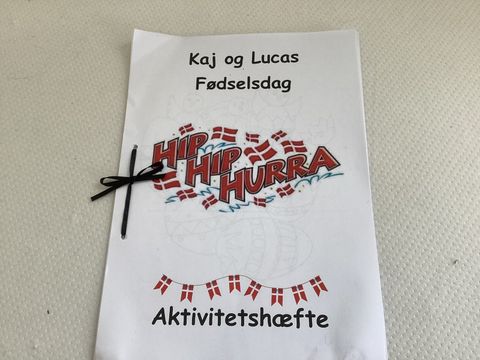 Kaj og Lucas
Fødselsdag
HIP
HIP
HURRA
Aktivitetshæfte